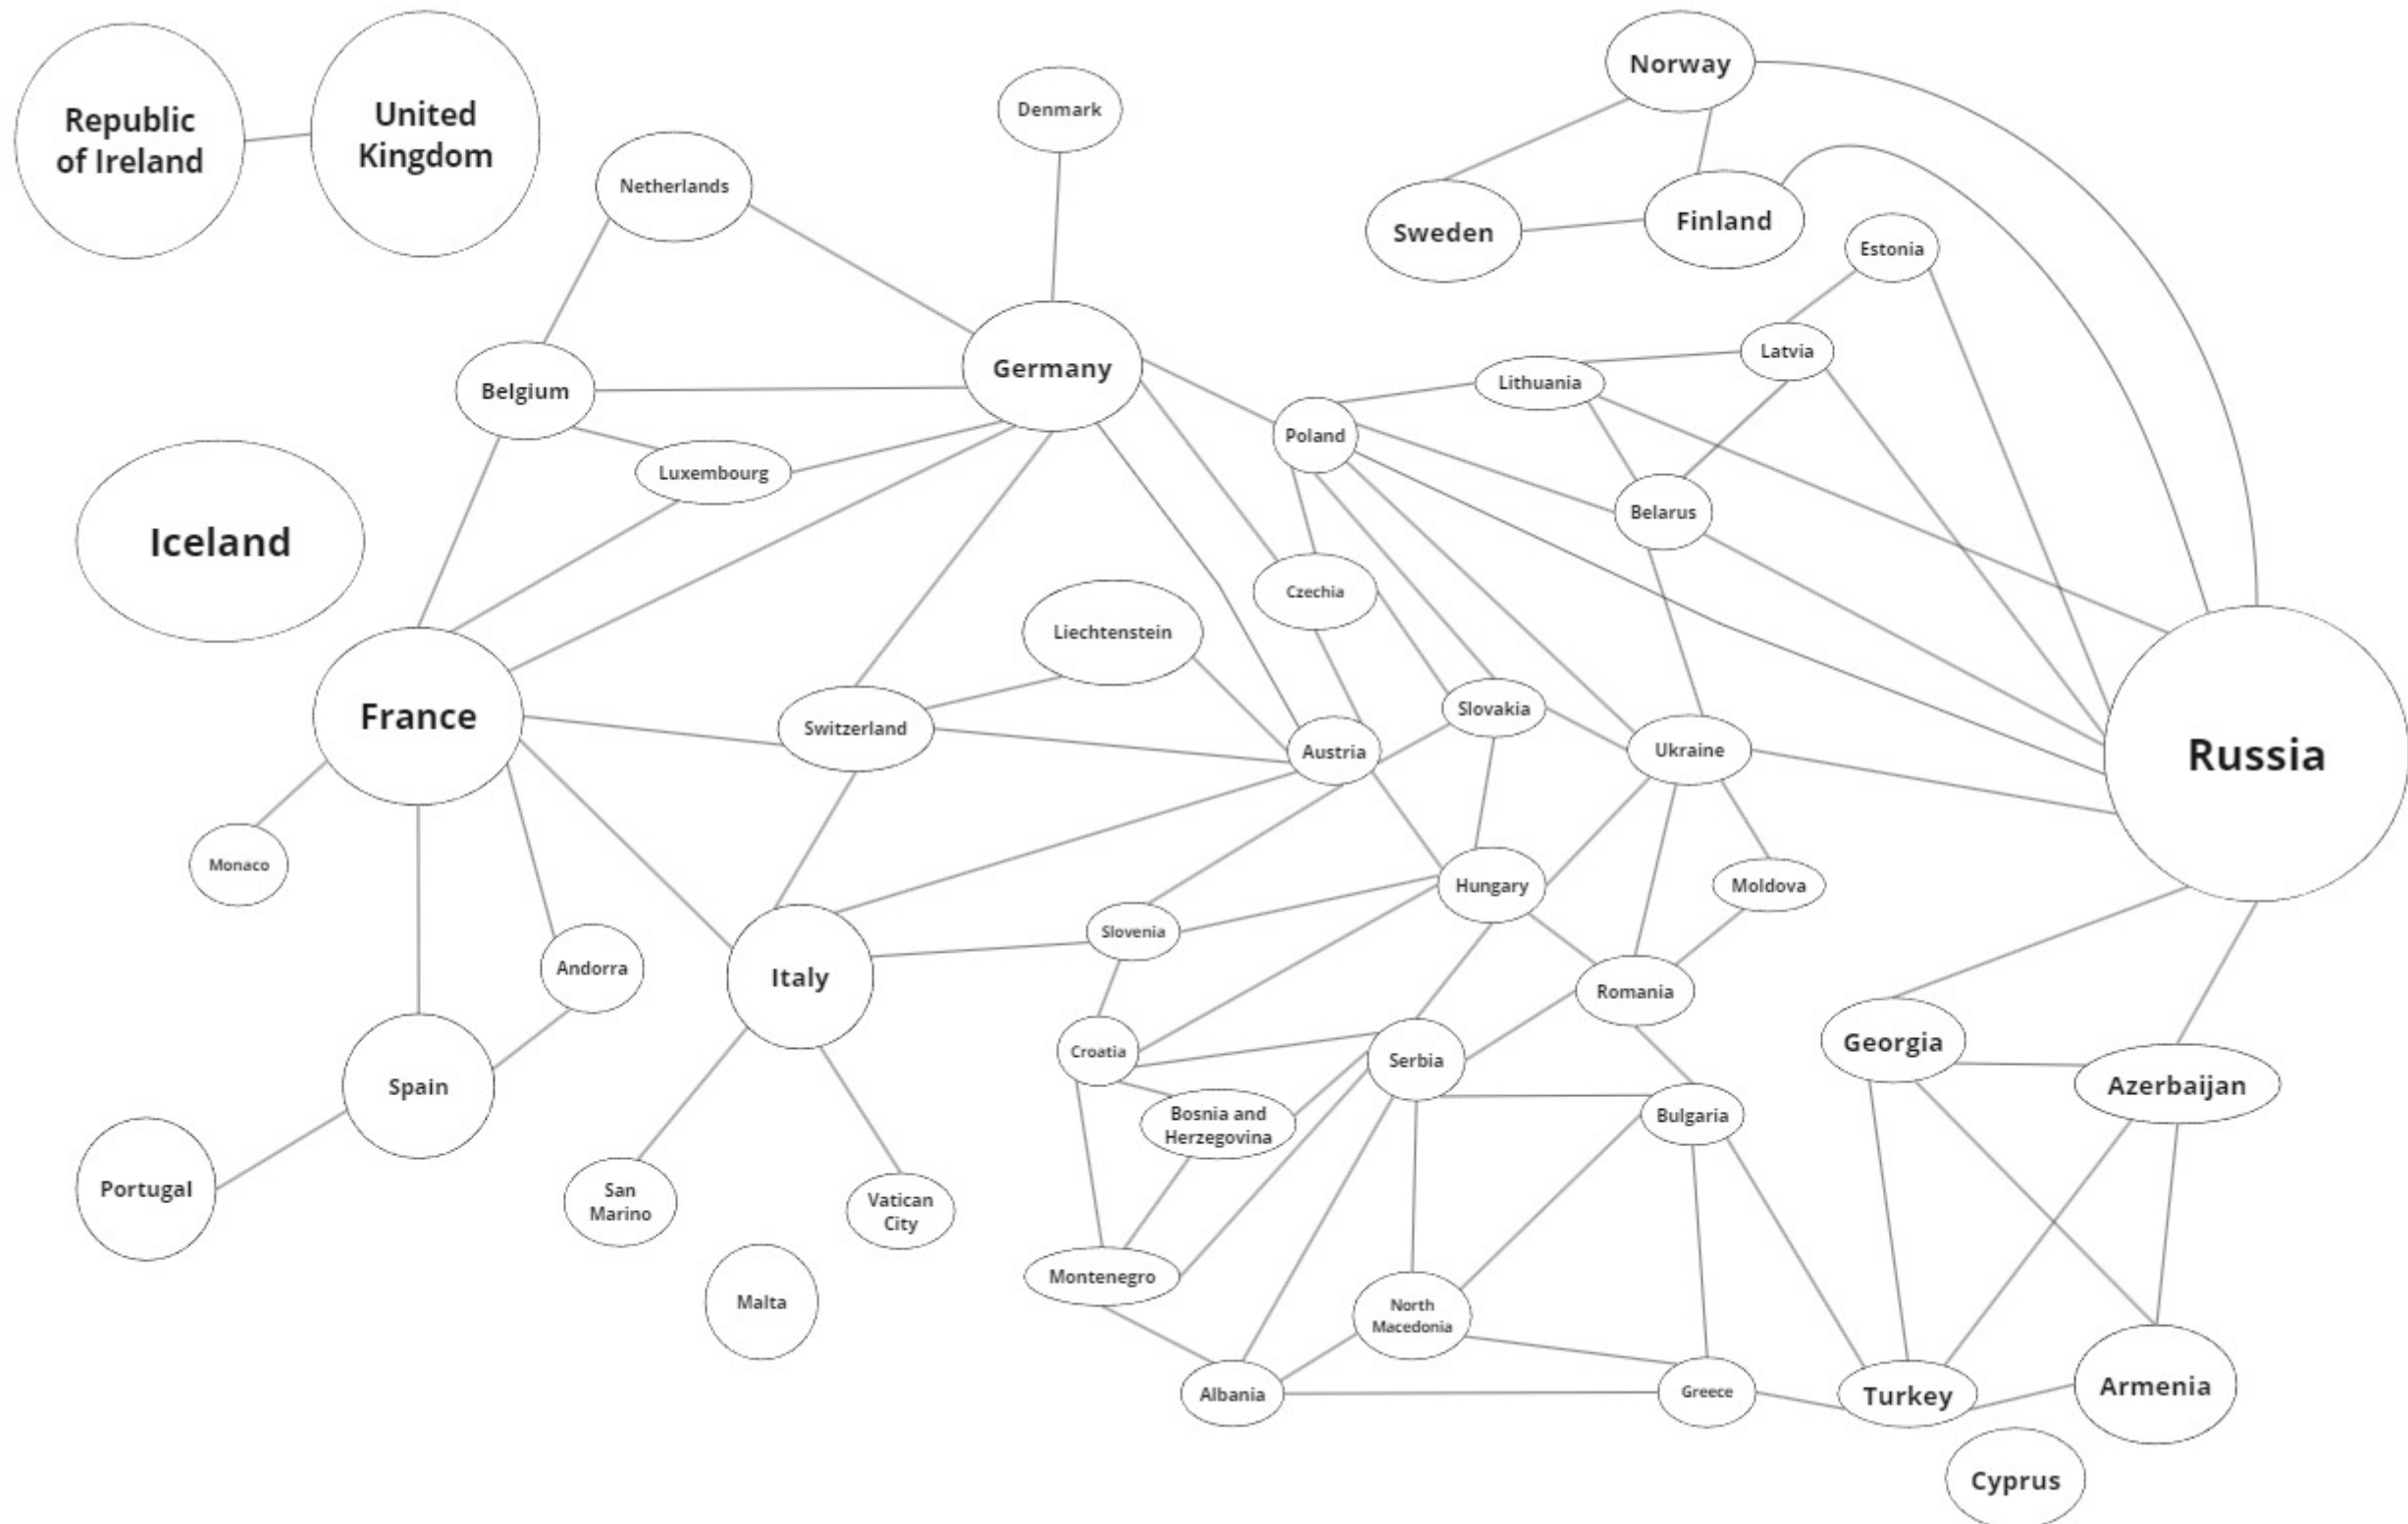 Republic
of Ireland
United
Kingdom
Norway
Denmark
Netherlands
Sweden
Finland
Estonia
Germany
Latvia
Lithuania
Belgium
Poland
Luxembourg
Belarus
Iceland
Czechia
Liechtenstein
France
Switzerland
Austria
Slovakia
Ukraine
Russia
Monaco
Hungary
Moldova
Slovenia
Andorra
Italy
Romania
Georgia
Croatia
Serbia
Spain
Azerbaijan
Bosnia and
Herzegovina
Bulgaria
Portugal
San
Marino
Vatican
City
Montenegro
Malta
North
Macedonia
Albania
Greece
Turkey
Armenia
Cyprus